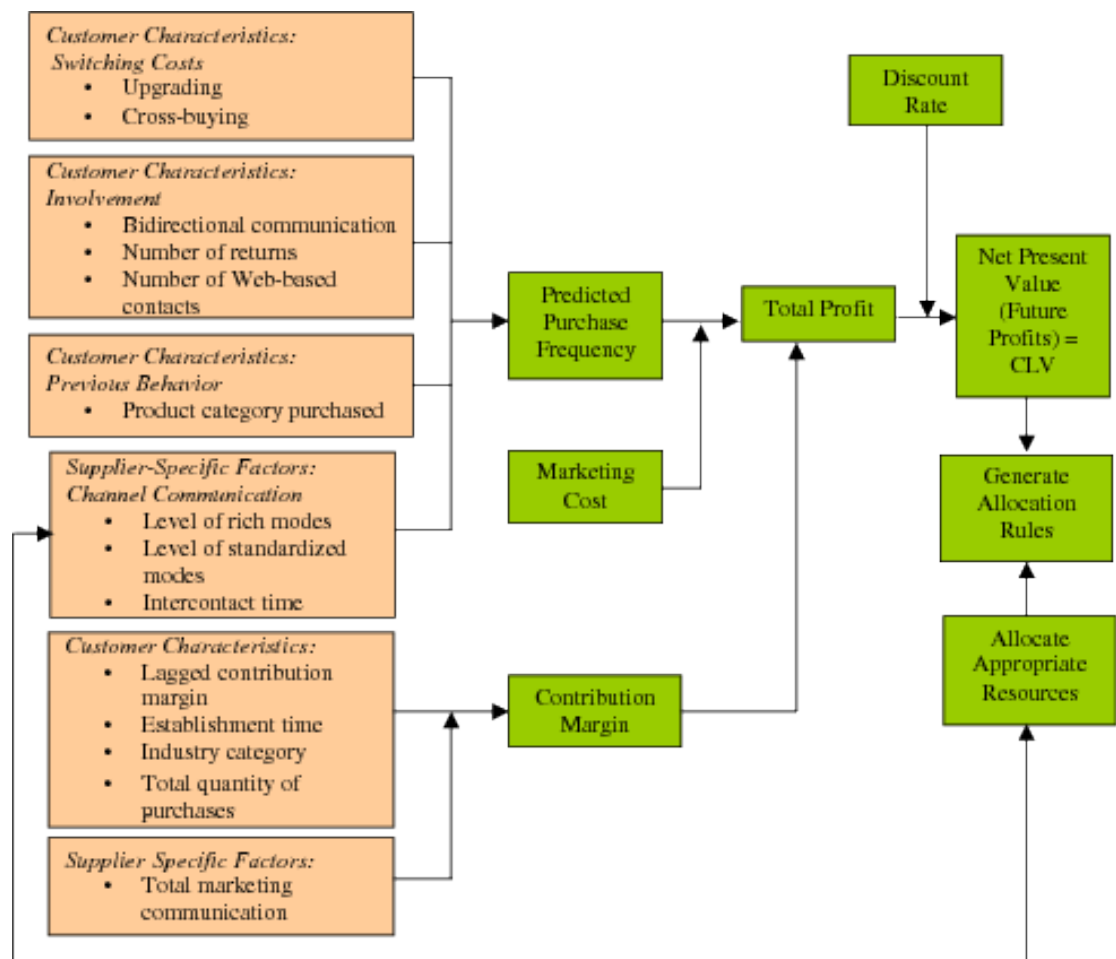 Customer Characteristics:
Switching Costs
• Upgrading
• Cross-buying
Customer Characteristics:
Involvement
• Bidirectional communication
• Number of returns
• Number of Web-based
contacts
Customer Characteristics:
Previous Behavior
• Product category purchased
Supplier-Specific Factors:
Channel Communication
• Level of rich modes
• Level of standardized
modes
• Intercontact time
Customer Characteristics:
• Lagged contribution
margin
• Establishment time
• Industry category
• Total quantity of
purchases
Supplier Specific Factors:
• Total marketing
communication
Predicted
Purchase
Frequency
Marketing
Cost
Contribution
Margin
Total Profit
Discount
Rate
Net Present
Value
(Future
Profits) =
CLV
Generate
Allocation
Rules
Allocate
Appropriate
Resources